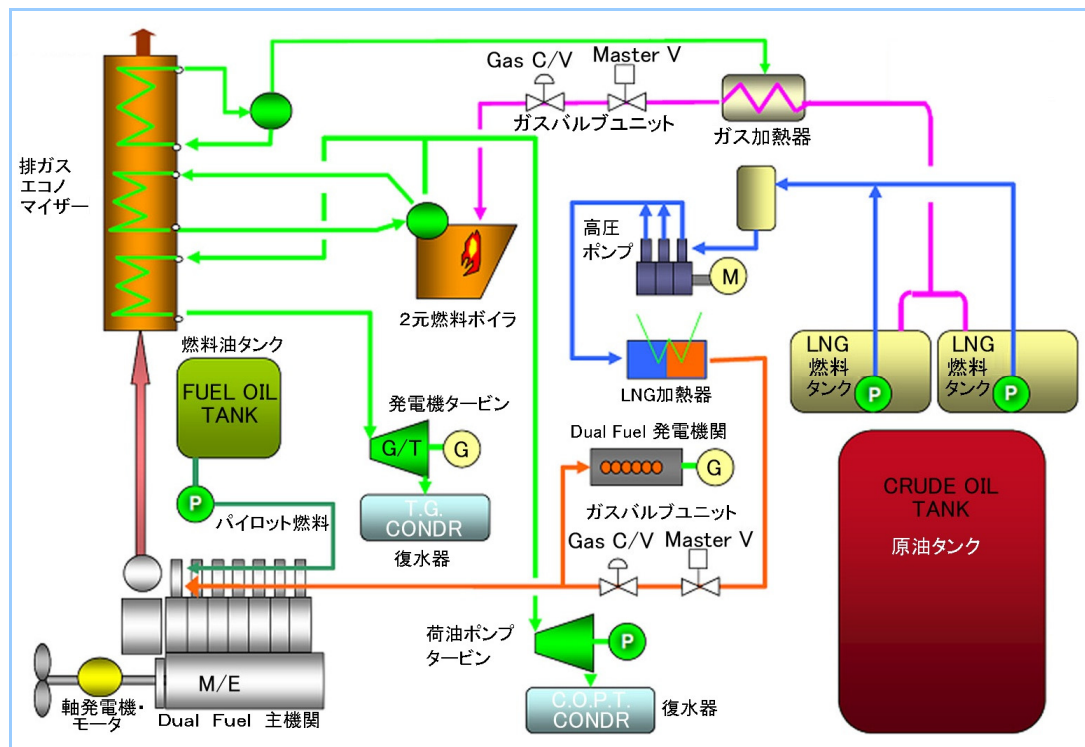 Gas C/V
Master V
ガスバルブユニット
ガス加熱器
排ガス
エコノ
マイザー
高圧
ポンプ
M
2元燃料ボイラ
LNG
燃料
タンク
P
LNG
燃料
タンク
P
燃料油タンク
FUEL OIL
TANK
LNG加熱器
発電機タービン
G/T
G
Dual Fuel 発電機関
G
P
パイロット燃料
T.G.
CONDR
復水器
ガスバルブユニット
Gas C/V
Master V
CRUDE OIL
TANK
原油タンク
荷油ポンプ
タービン
P
M/E
軸発電機・
モータ
Dual Fuel 主機関
C.O.P.T.
CONDR
復水器